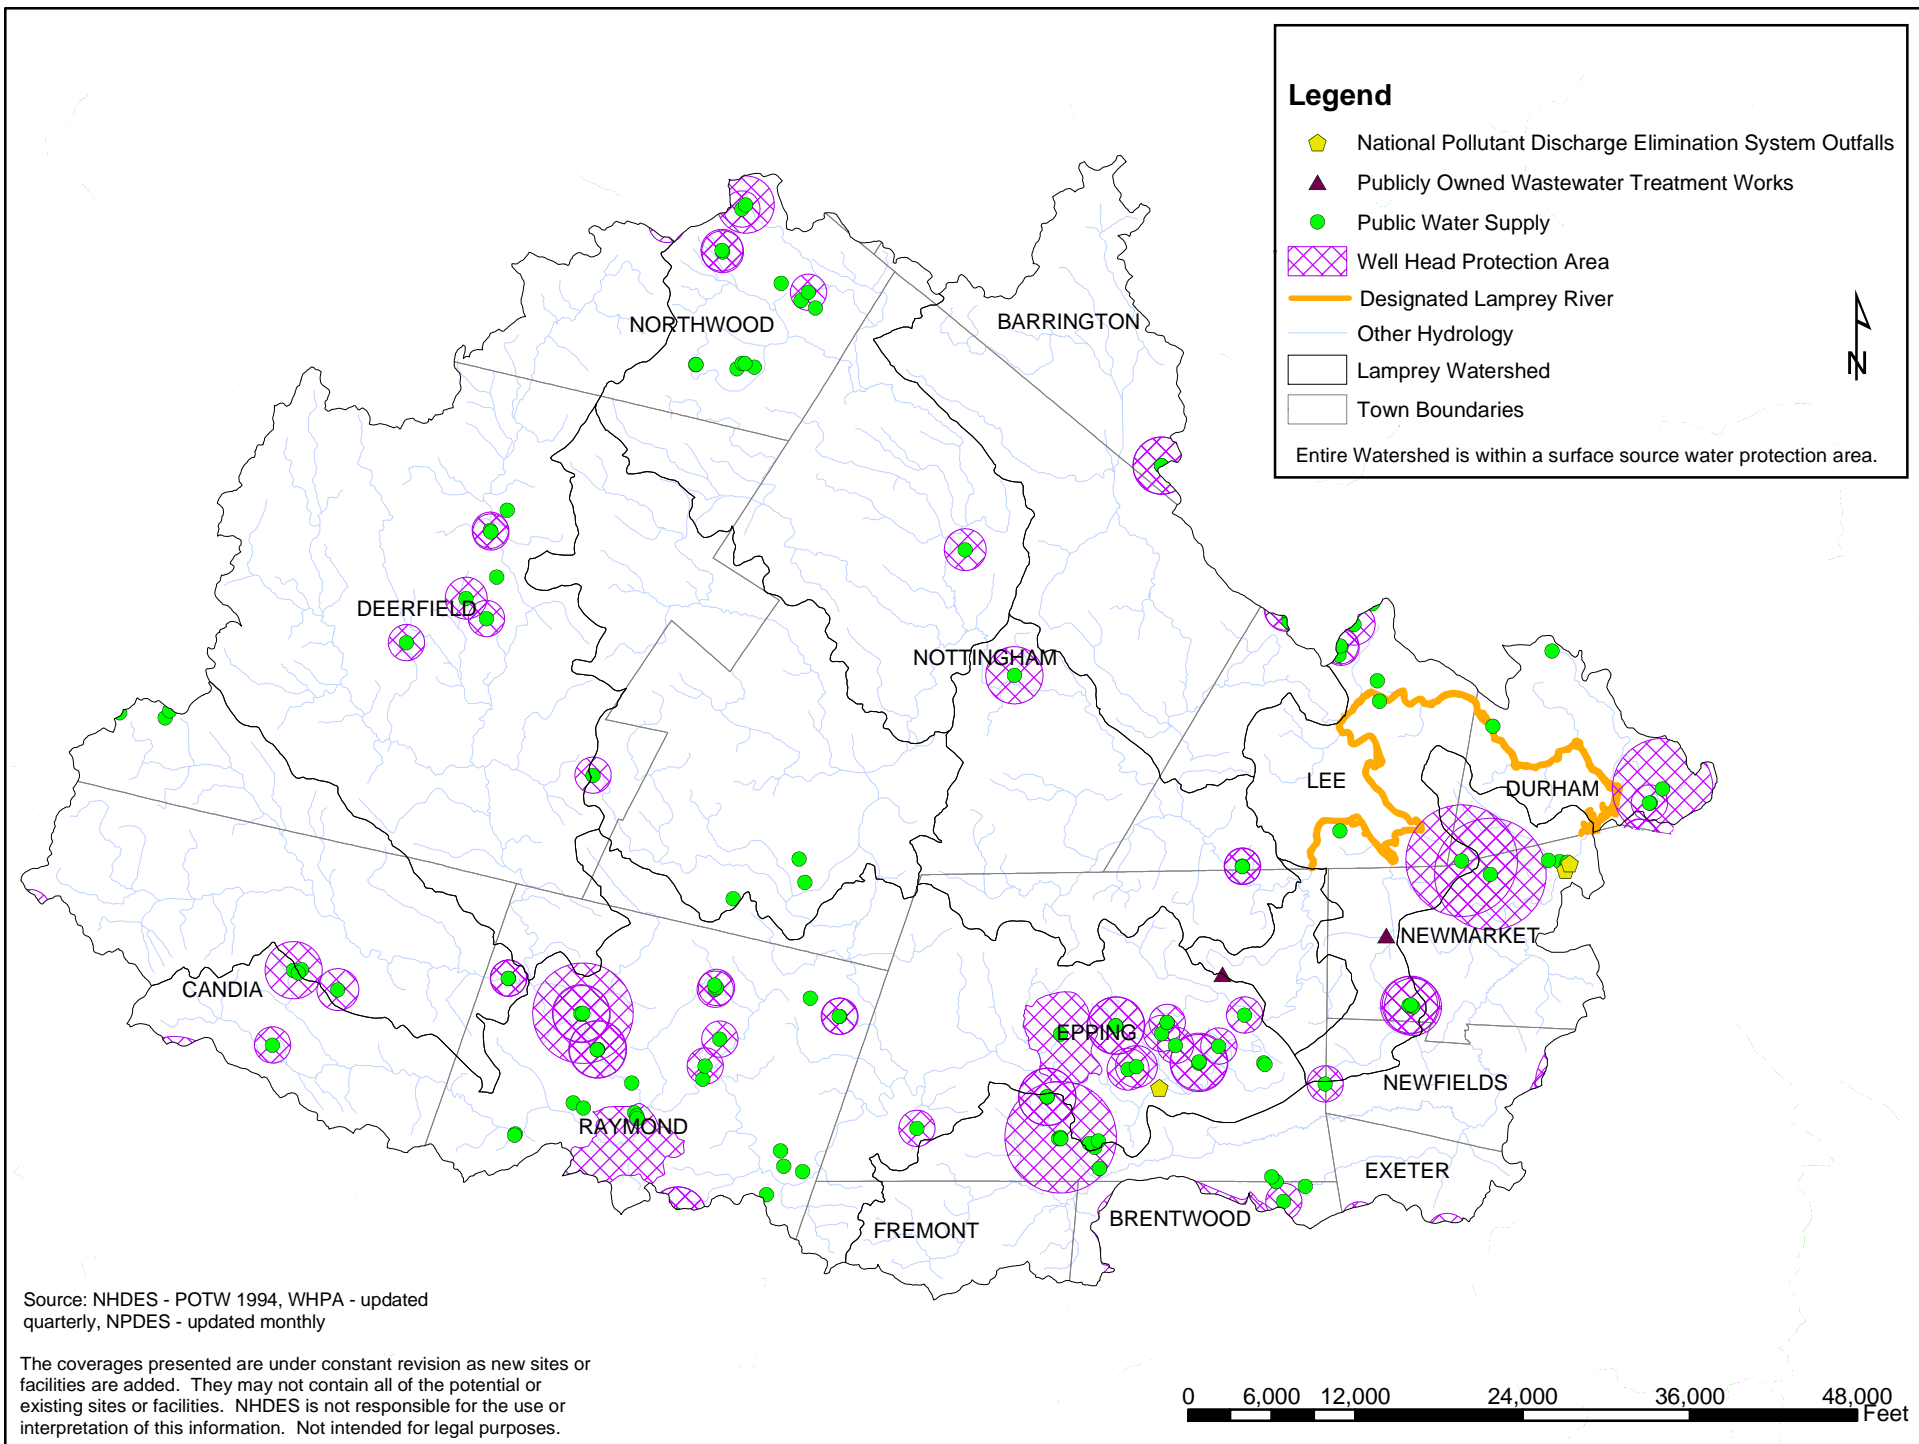 Legend
National Pollutant Discharge Elimination System Outfalls
Publicly Owned Wastewater Treatment Works
Public Water Supply
Well Head Protection Area
Designated Lamprey River
Other Hydrology
Lamprey Watershed
Town Boundaries
N
Entire Watershed is within a surface source water protection area.
NORTHWOOD
BARRINGTON
DEERFIELD
NOTTINGHAM
LEE
DURHAM
NEWMARKET
CANDIA
EPPING
NEWFIELDS
RAYMOND
EXETER
BRENTWOOD
FREMONT
Source: NHDES - POTW 1994, WHPA - updated
quarterly, NPDES - updated monthly
The coverages presented are under constant revision as new sites or
facilities are added. They may not contain all of the potential or
existing sites or facilities. NHDES is not responsible for the use or
interpretation of this information. Not intended for legal purposes.
0 6,000 12,000 24,000 36,000 48,000
Feet